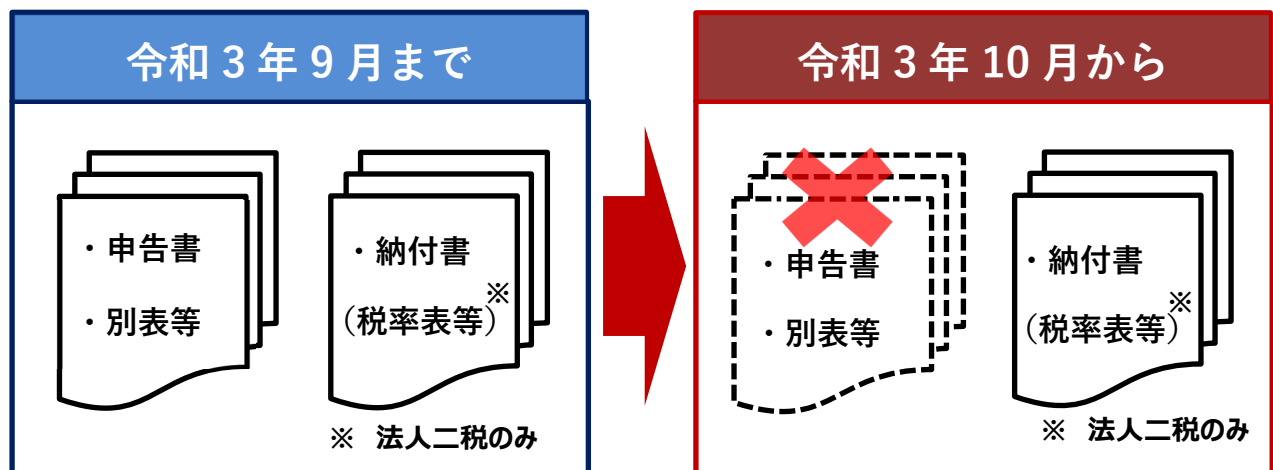 令和3年9月まで
・申告書
・別表等
・納付書
(税率表等)※
※ 法人二税のみ
令和3年10月から
・申告書
・別表等
・納付書
(税率表等)※
※ 法人二税のみ